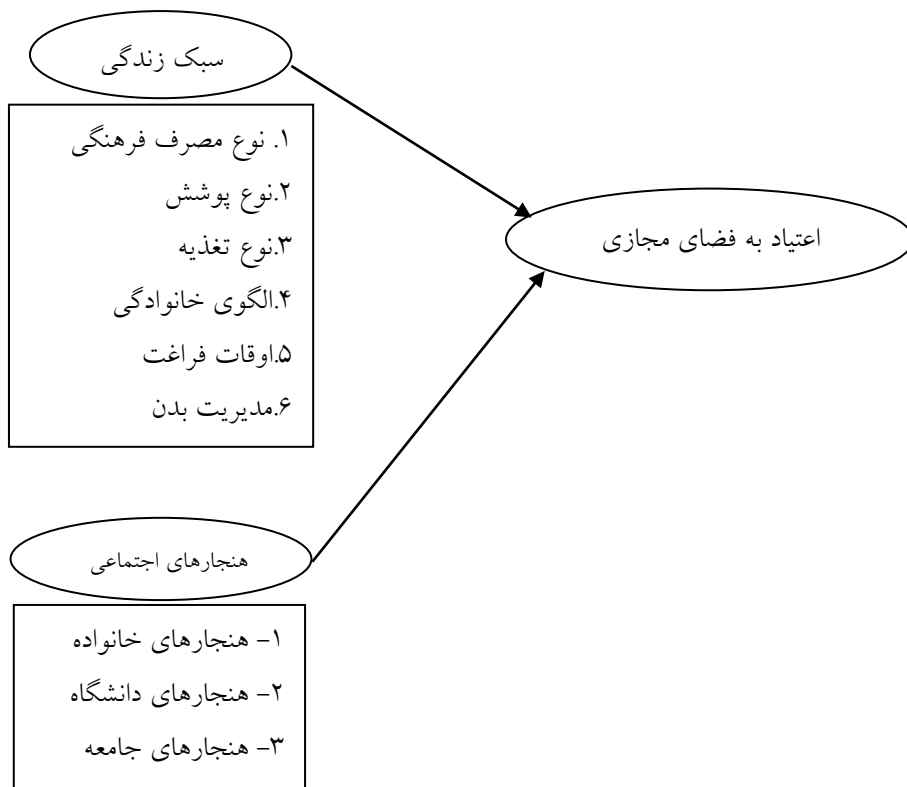 سبک زندگی
۱. نوع مصرف فرهنگی
۲.نوع پوشش
۳.نوع تغذیه
۴.الگوی خانوادگی
۵.اوقات فراغت
۶.مدیریت بدن
اعتیاد به فضای مجازی
هنجارهای اجتماعی
۱- هنجارهای خانواده
۲- هنجارهای دانشگاه
۳- هنجارهای جامعه